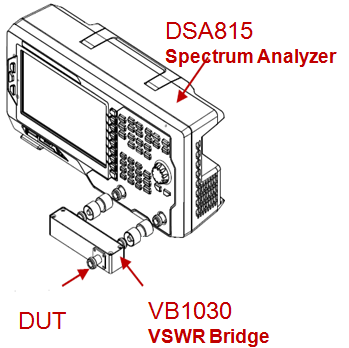 DSA815
Spectrum Analyzer
DUT
VB1030
VSWR Bridge